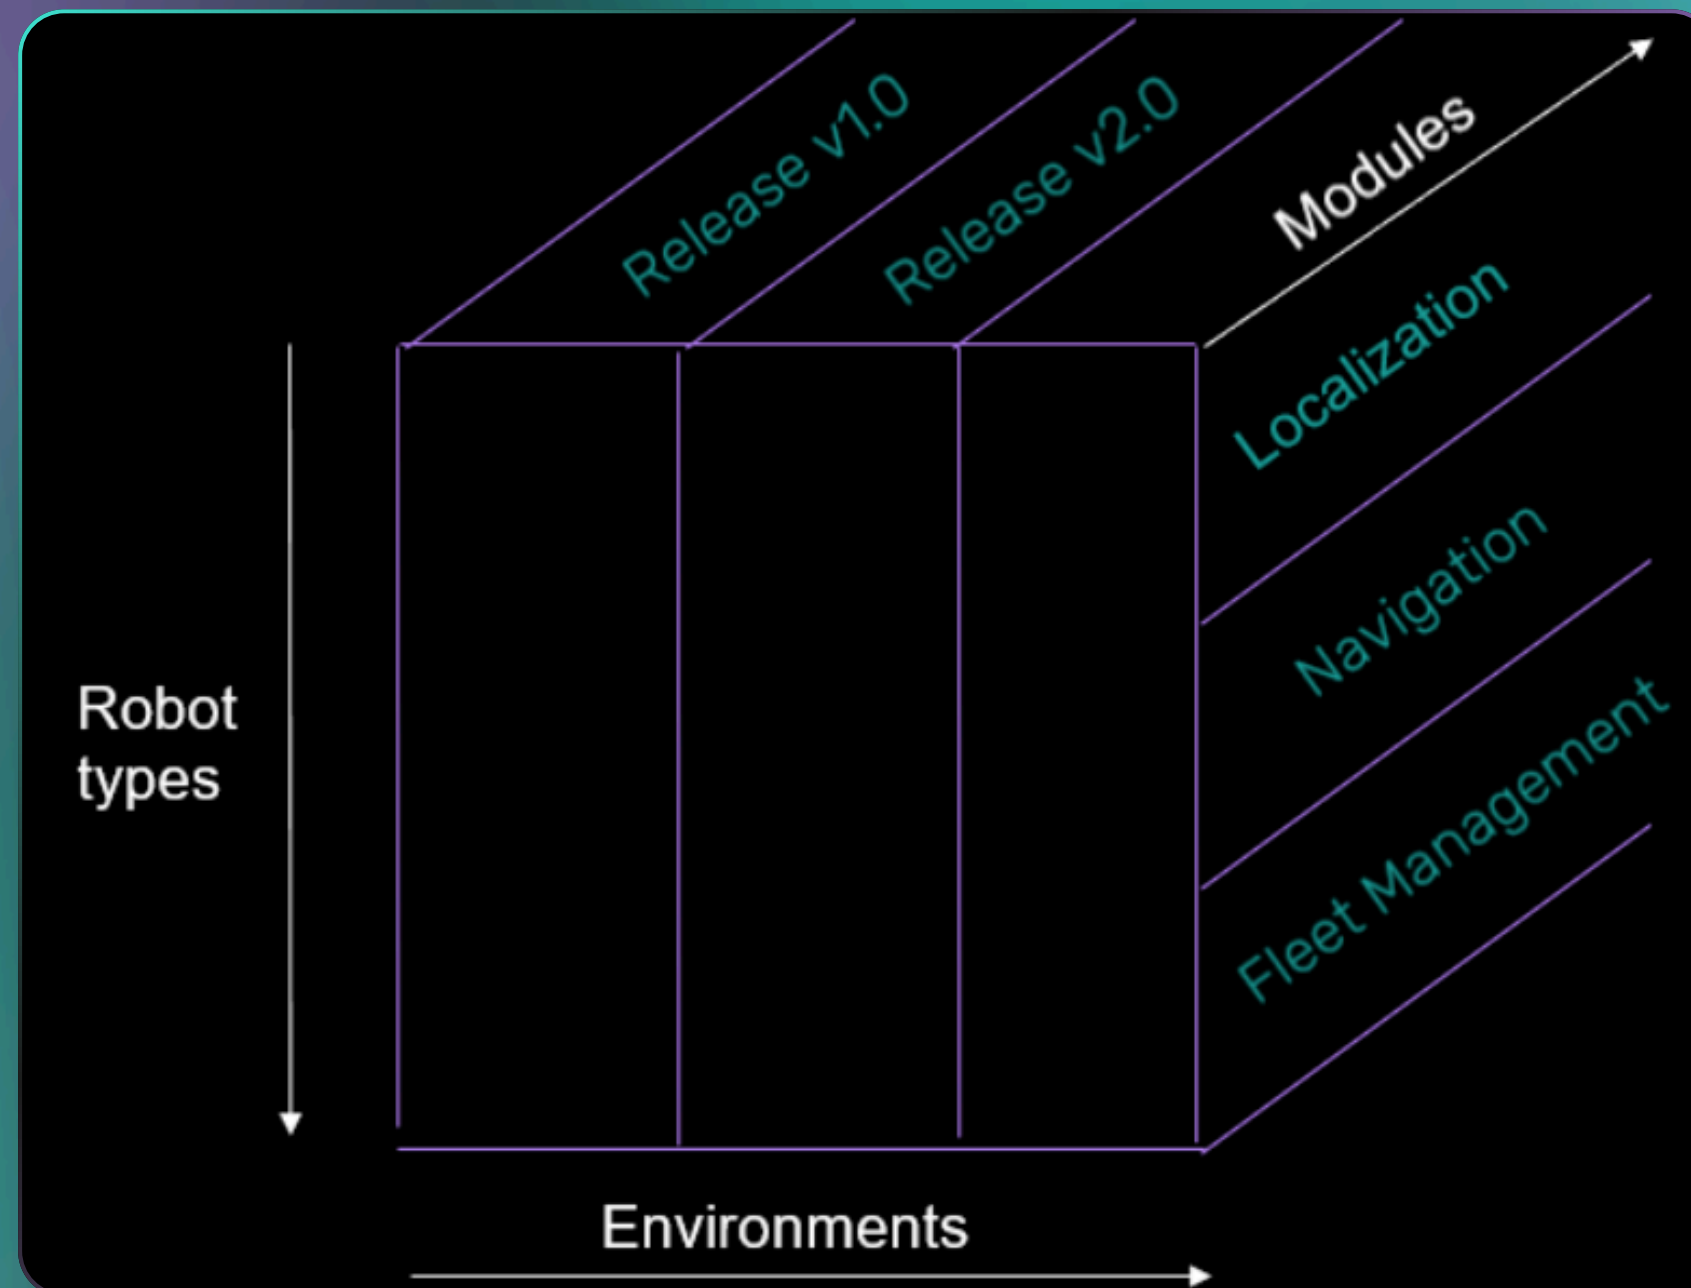 Release v1.0
Release v2.0
Modules
Localization
Navigation
Fleet Management
Robot
types
Environments